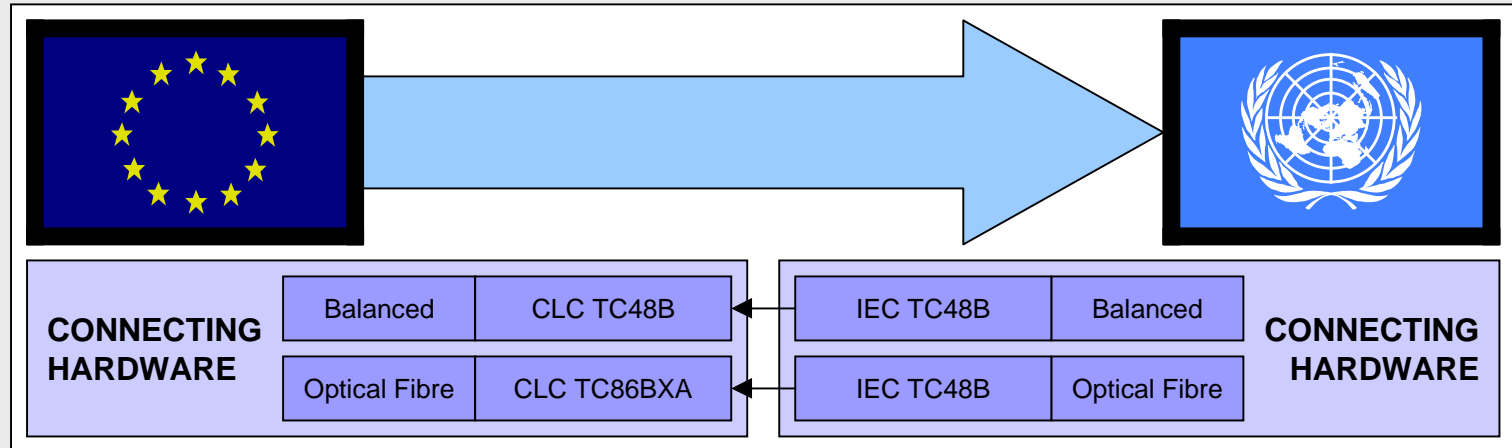 CONNECTING
HARDWARE
Balanced
CLC TC48B
Optical Fibre
CLC TC86BXA
IEC TC48B
Balanced
IEC TC48B
Optical Fibre
CONNECTING
HARDWARE